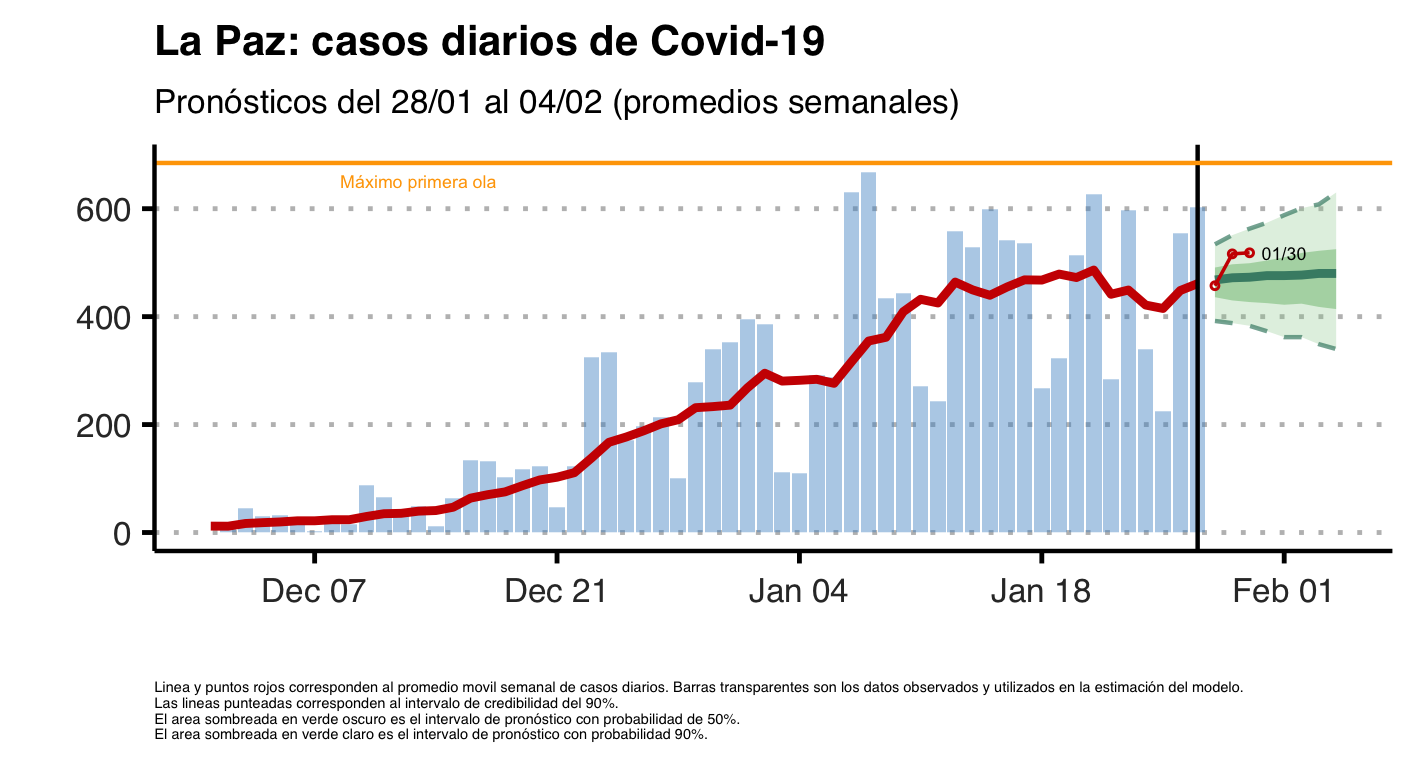 La Paz: casos diarios de Covid-19
Pronósticos del 28/01 al 04/02 (promedios semanales)
Máximo primera ola
600
01/30
400
200
0
Dec 07 Dec 21 Jan 04 Jan 18 Feb 01
Linea y puntos rojos corresponden al promedio movil semanal de casos diarios. Barras transparentes son los datos observados y utilizados en la estimación del modelo.
Las lineas punteadas corresponden al intervalo de credibilidad del 90%.
El area sombreada en verde oscuro es el intervalo de pronóstico con probabilidad de 50%.
El area sombreada en verde claro es el intervalo de pronóstico con probabilidad 90%.